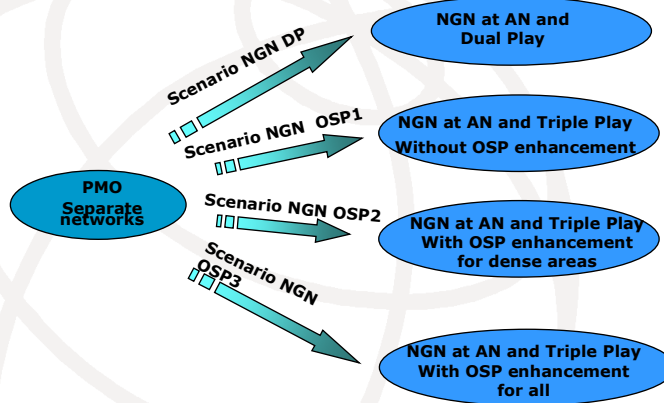 NGN at AN and
Dual Play
Scenario NGN DP
Scenario NGN OSP1
NGN at AN and Triple Play
Without OSP enhancement
PMO
Separate
networks
Scenario NGN OSP2
NGN at AN and Triple Play
With OSP enhancement
for dense areas
Scenario NGN
OSP3
NGN at AN and Triple Play
With OSP enhancement
for all